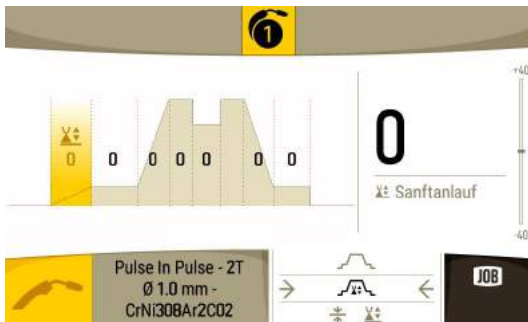 1
+40
0
0 0 0 0 0 0 0
Sanftanlauf
-40
Pulse In Pulse - 2T
Ø 1.0 mm -
CrNi308Ar2CO2
JOB